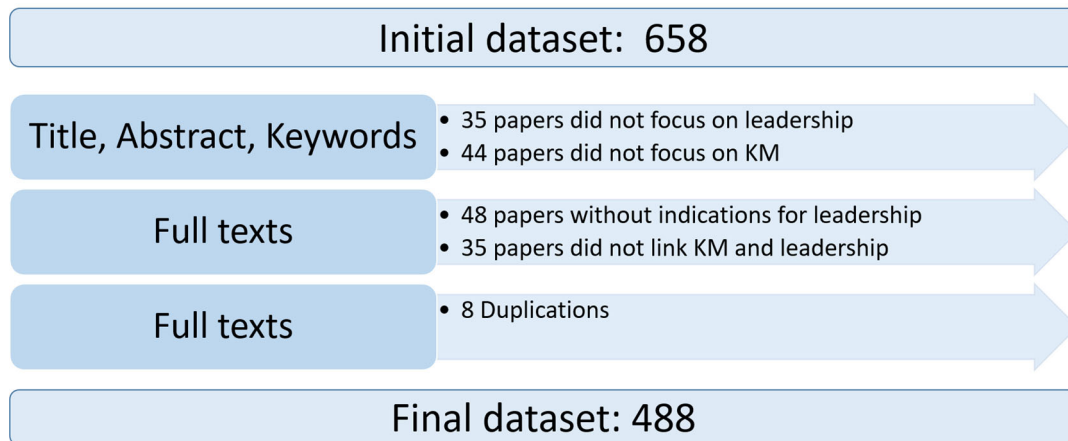 Initial dataset:  658
Title, Abstract, Keywords
• 35 papers did not focus on leadership
• 44 papers did not focus on KM
Full texts
• 48 papers without indications for leadership
• 35 papers did not link KM and leadership
Full texts
• 8 Duplications
Final dataset: 488